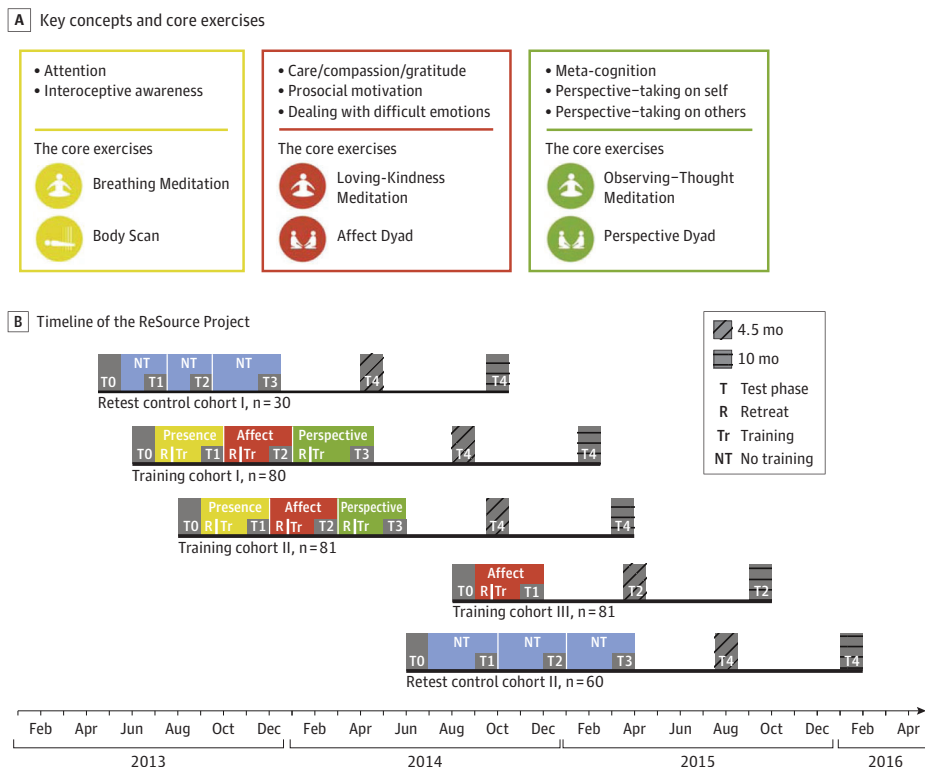 A Key concepts and core exercises
• Attention
• Interoceptive awareness
The core exercises
Breathing Meditation
Body Scan
• Care/compassion/gratitude
• Prosocial motivation
• Dealing with difficult emotions
The core exercises
Loving-Kindness
Meditation
Affect Dyad
• Meta-cognition
• Perspective-taking on self
• Perspective-taking on others
The core exercises
Observing-Thought
Meditation
Perspective Dyad
B Timeline of the ReSource Project
4.5 mo
10 mo
T Test phase
R Retreat
Tr Training
NT No training
NT NT NT
T0 T1 T2 T3 T4 T4
Retest control cohort I, n=30
Presence Affect Perspective
T0 R Tr T1 R Tr T2 R Tr T3 T4 T4
Training cohort I, n=80
Presence Affect Perspective
T0 R Tr T1 R Tr T2 R Tr T3 T4 T4
Training cohort II, n=81
Affect
T0 R Tr T1 T2 T2
Training cohort III, n=81
NT NT NT
T0 T1 T2 T3 T4 T4
Retest control cohort II, n=60
Feb Apr Jun Aug Oct Dec Feb Apr Jun Aug Oct Dec Feb Apr Jun Aug Oct Dec Feb Apr
2013 2014 2015 2016